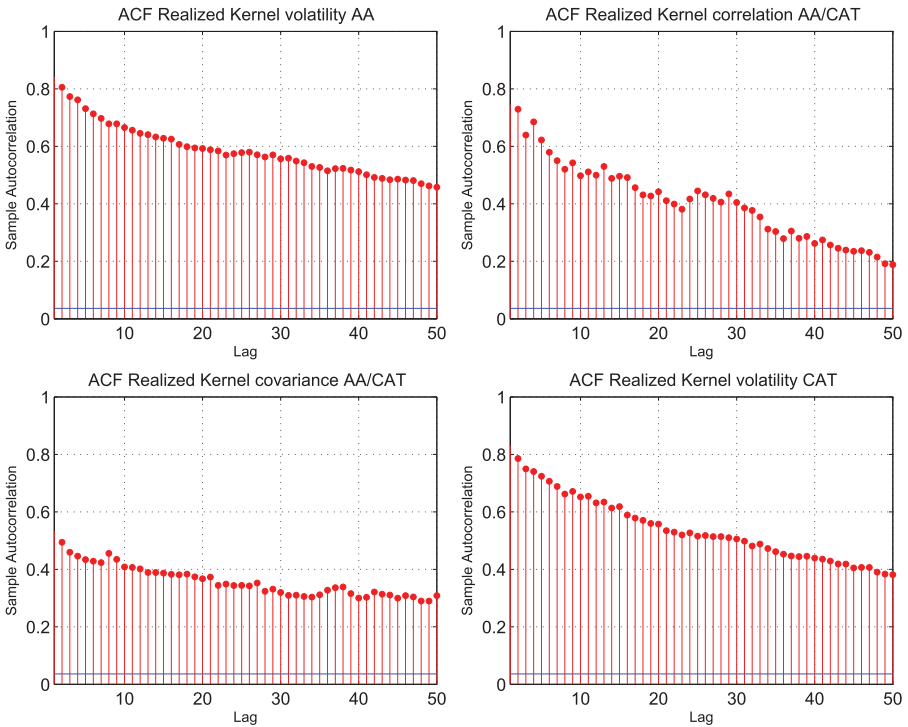 ACF Realized Kernel volatility AA
Sample Autocorrelation
1
0.8
0.6
0.4
0.2
0
10 20 30 40 50
Lag
ACF Realized Kernel correlation AA/CAT
Sample Autocorrelation
1
0.8
0.6
0.4
0.2
0
10 20 30 40 50
Lag
ACF Realized Kernel covariance AA/CAT
Sample Autocorrelation
1
0.8
0.6
0.4
0.2
0
10 20 30 40 50
Lag
ACF Realized Kernel volatility CAT
Sample Autocorrelation
1
0.8
0.6
0.4
0.2
0
10 20 30 40 50
Lag